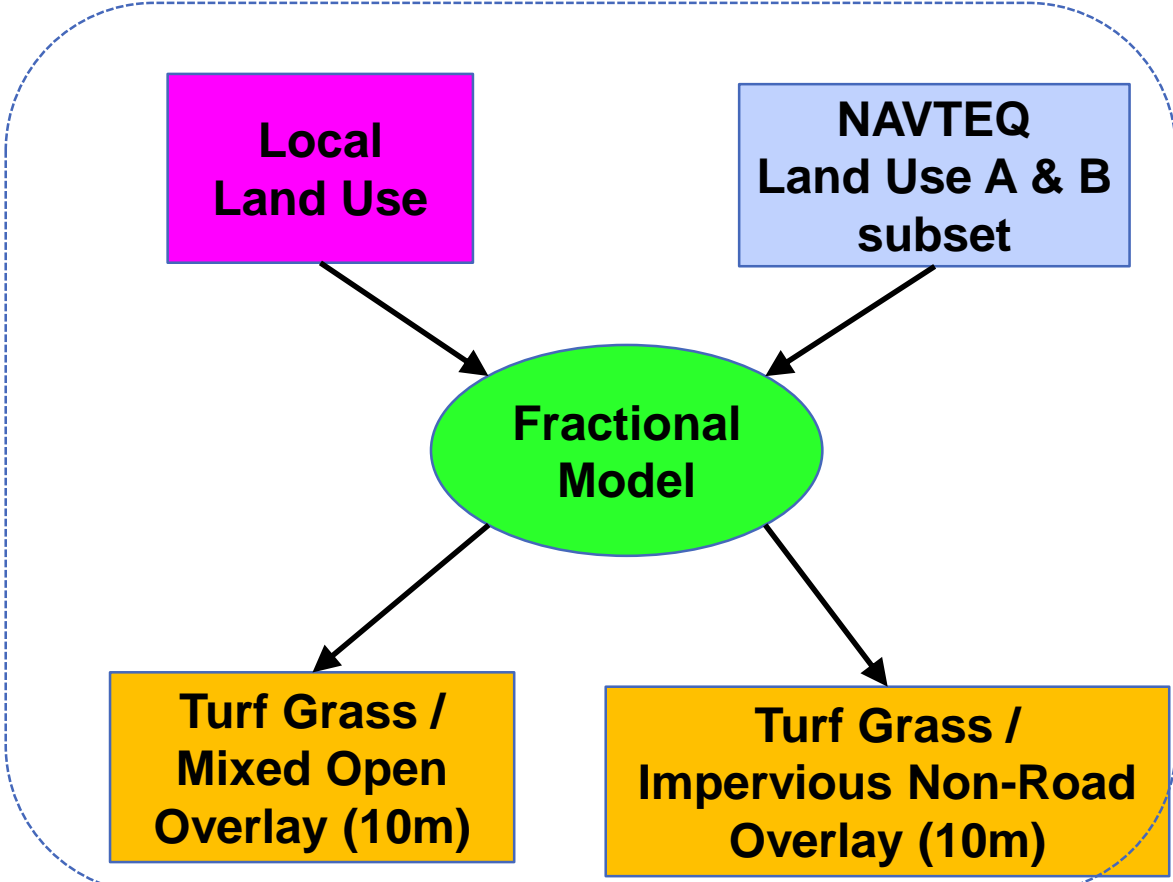 Local
Land Use
NAVTEQ
Land Use A & B
subset
Fractional
Model
Turf Grass /
Mixed Open
Overlay (10m)
Turf Grass /
Impervious Non-Road
Overlay (10m)